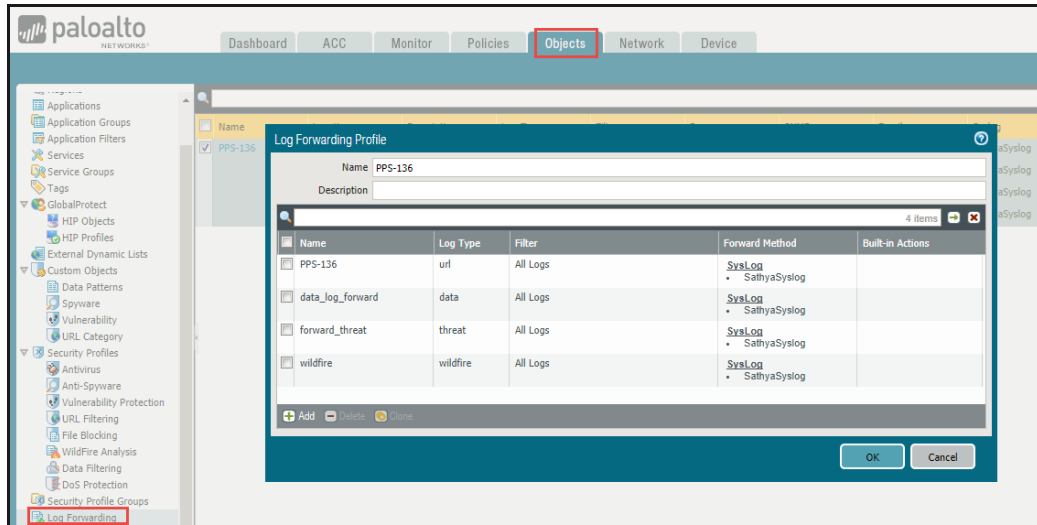 paloalto
NETWORKS
Dashboard ACC Monitor Policies Objects Network Device
Applications
Application Groups
Application Filters
Services
Service Groups
Tags
GlobalProtect
HIP Objects
HIP Profiles
External Dynamic Lists
Custom Objects
Data Patterns
Spyware
Vulnerability
URL Category
Security Profiles
Antivirus
Anti-Spyware
Vulnerability Protection
URL Filtering
File Blocking
WildFire Analysis
Data Filtering
DoS Protection
Security Profile Groups
Log Forwarding
Name
PPS-136
aSyslog
aSyslog
aSyslog
aSyslog
Log Forwarding Profile
Name PPS-136
Description
4 items
Name Log Type Filter Forward Method Built-in Actions
PPS-136 url All Logs SysLog
• SathyaSyslog
data_log_forward data All Logs SysLog
• SathyaSyslog
forward_threat threat All Logs SysLog
• SathyaSyslog
wildfire wildfire All Logs SysLog
• SathyaSyslog
Add Delete Clone
OK Cancel